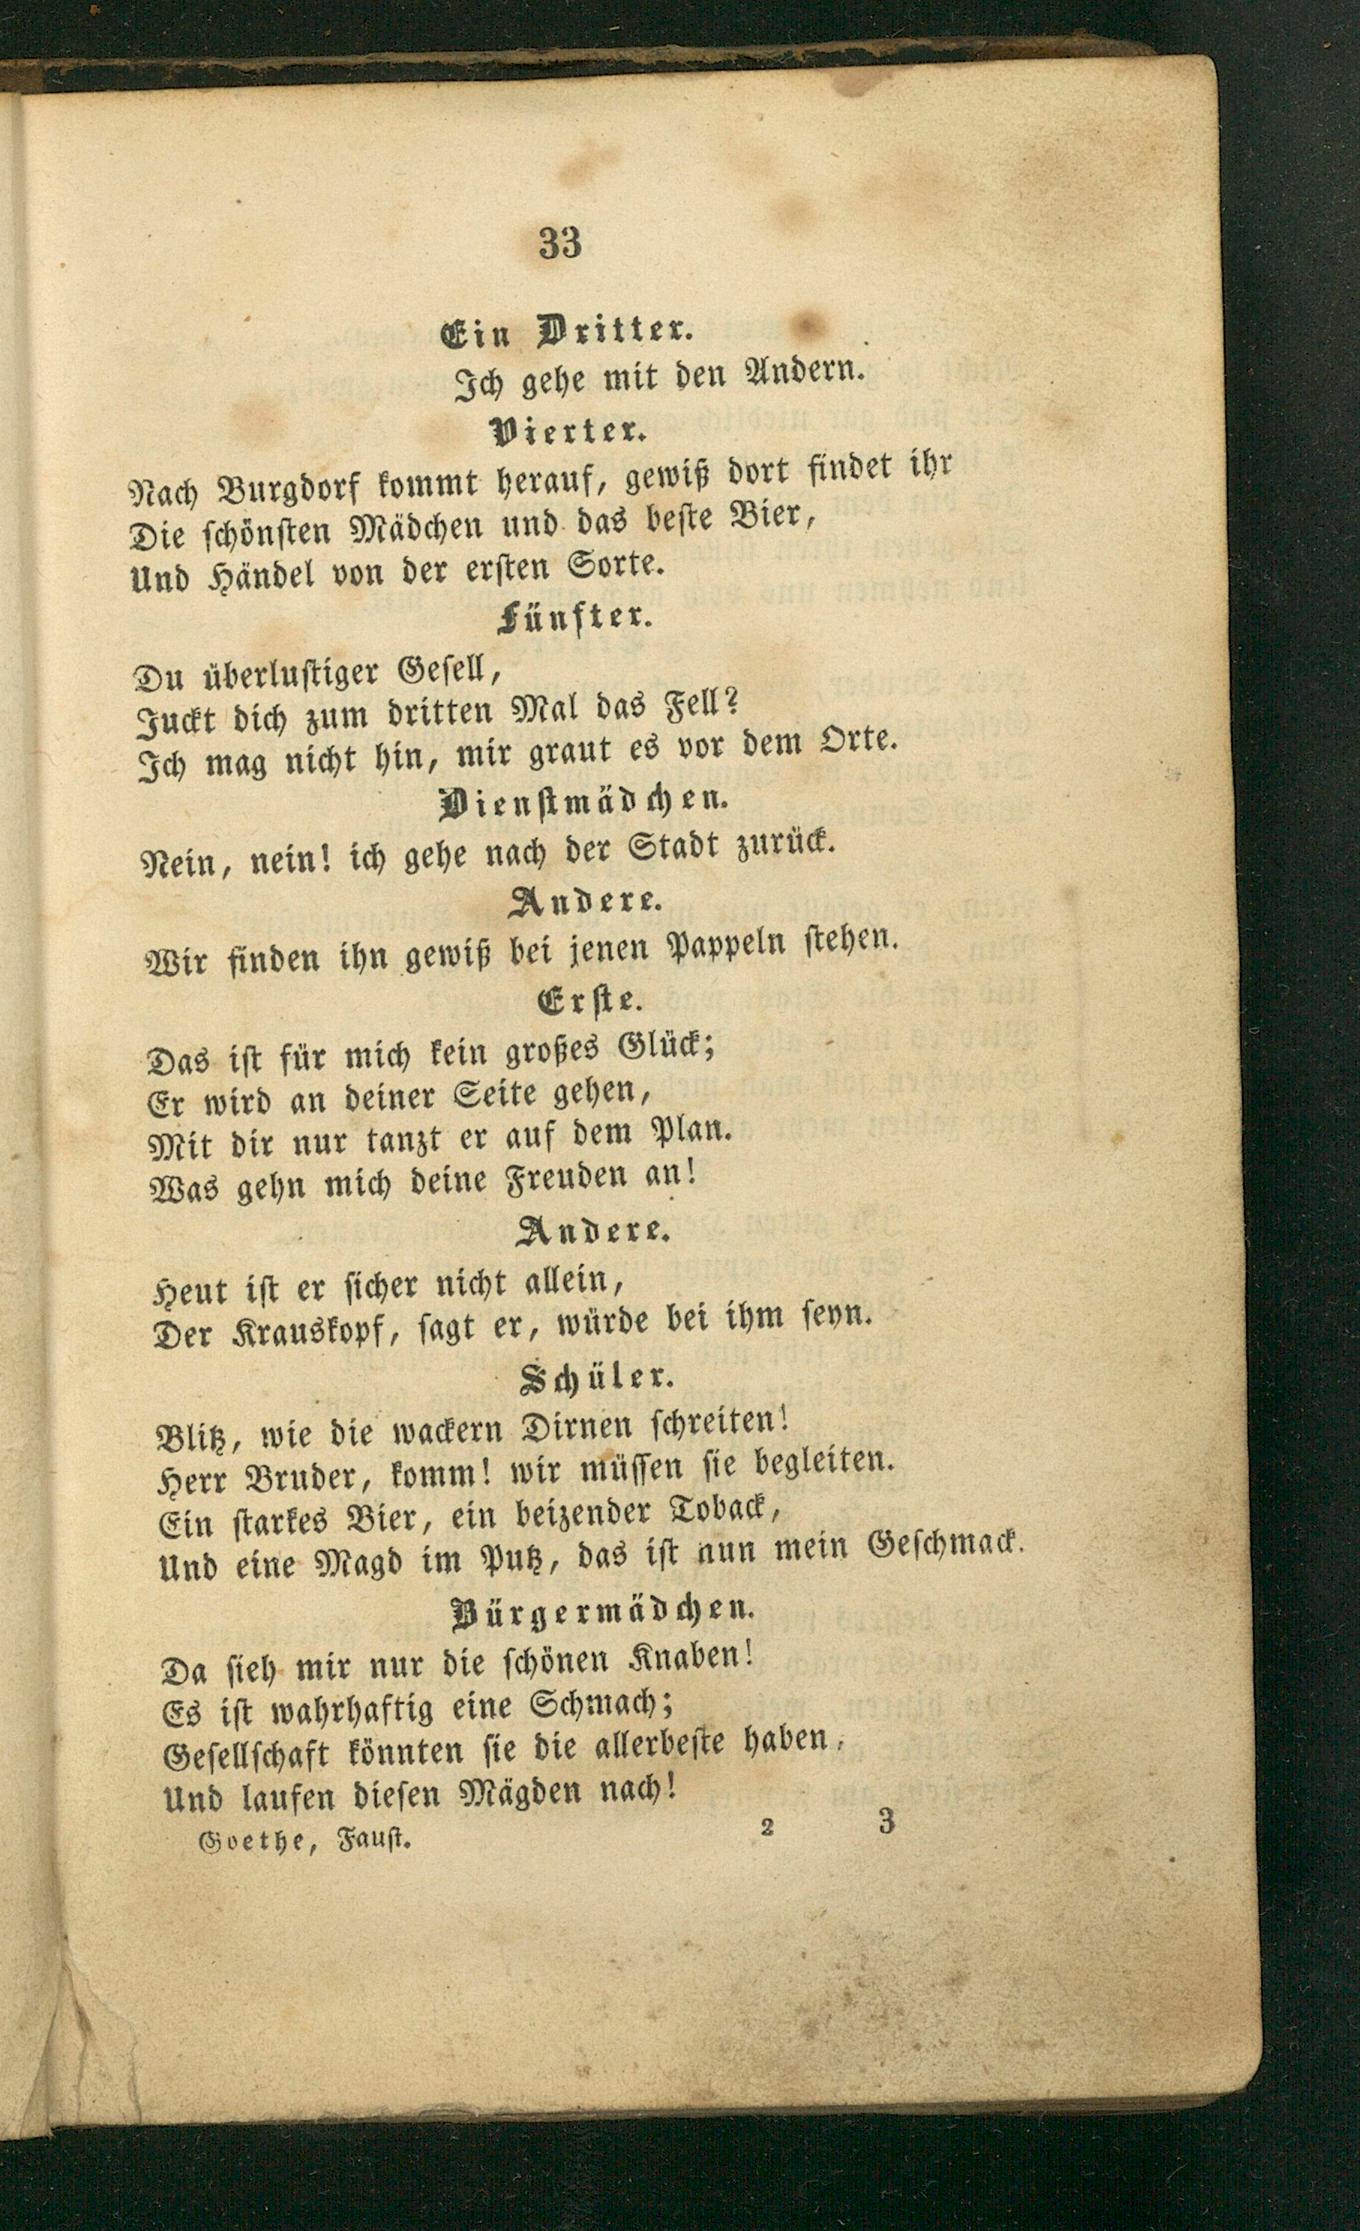 33
Ein Dritter.
Ich gehe mit den Andern.
Vierter.
Nach Burgdorf kommt herauf, gewiß dort findet ihr
Die schönsten Mädchen und das beste Bier,
Und Händel von der ersten Sorte.
Fünfter.
Du überlustiger Gesell,
Juckt dich zum dritten Mal das Fell?
Ich mag nicht hin, mir graut es vor dem Orte.
Dienstmädchen.
Nein, nein! ich gehe nach der Stadt zurück.
Andere.
Wir finden ihn gewiß bei jenen Pappeln stehen.
Erste.
Das ist für mich kein großes Glück;
Er wird an deiner Seite gehen,
Mit dir nur tanzt er auf dem Plan.
Was gehn mich deine Freuden an!
Andere.
Heut ist er sicher nicht allein,
Der Krauskopf, sagt er, würde bei ihm seyn.
Schüler.
Blitz, wie die wackern Dirnen schreiten!
Herr Bruder, komm! wir müssen sie begleiten.
Ein starkes Bier, ein beizender Toback,
Und eine Magd im Putz, das ist nun mein Geschmack.
Bürgermädchen.
Da sieh mir nur die schönen Knaben!
Es ist wahrhaftig eine Schmach;
Gesellschaft könnten sie die allerbeste haben,
Und laufen diesen Mägden nach!
Goethe, Faust. 2 3